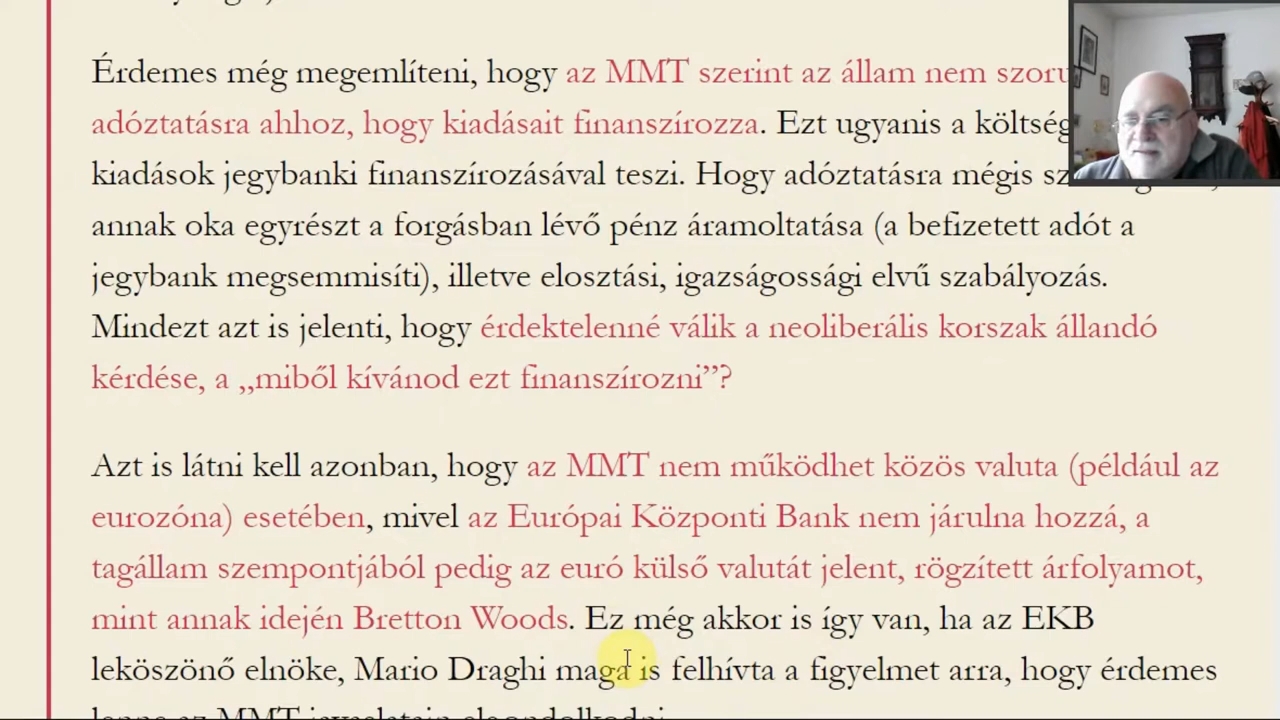 Érdemes még megemlíteni, hogy az MMT szerint az állam nem
adóztatásra ahhoz, hogy kiadásait finanszírozza. Ezt ugyanis a
kiadások jegybanki finanszírozásával teszi. Hogy adóztatásra mégis
annak oka egyrészt a forgásban lévő pénz áramoltatása (a befizetett adót a
jegybank megsemmisíti), illetve elosztási, igazságossági elvű szabályozás.
Mindezt azt is jelenti, hogy érdektelenné válik a neoliberális korszak állandó
kérdése, a „miből kívánod ezt finanszírozni”?
Azt is látni kell azonban, hogy az MMT nem működhet közös valuta (például az
eurozóna) esetében, mivel az Európai Központi Bank nem járulna hozzá, a
tagállam szempontjából pedig az euró külső valutát jelent, rögzített árfolyamot,
mint annak idején Bretton Woods. Ez még akkor is így van, ha az EKB
leköszönő elnöke, Mario Draghi maga is felhívta a figyelmet arra, hogy érdemes
lenne az MMT javaslatain elgondolkodni